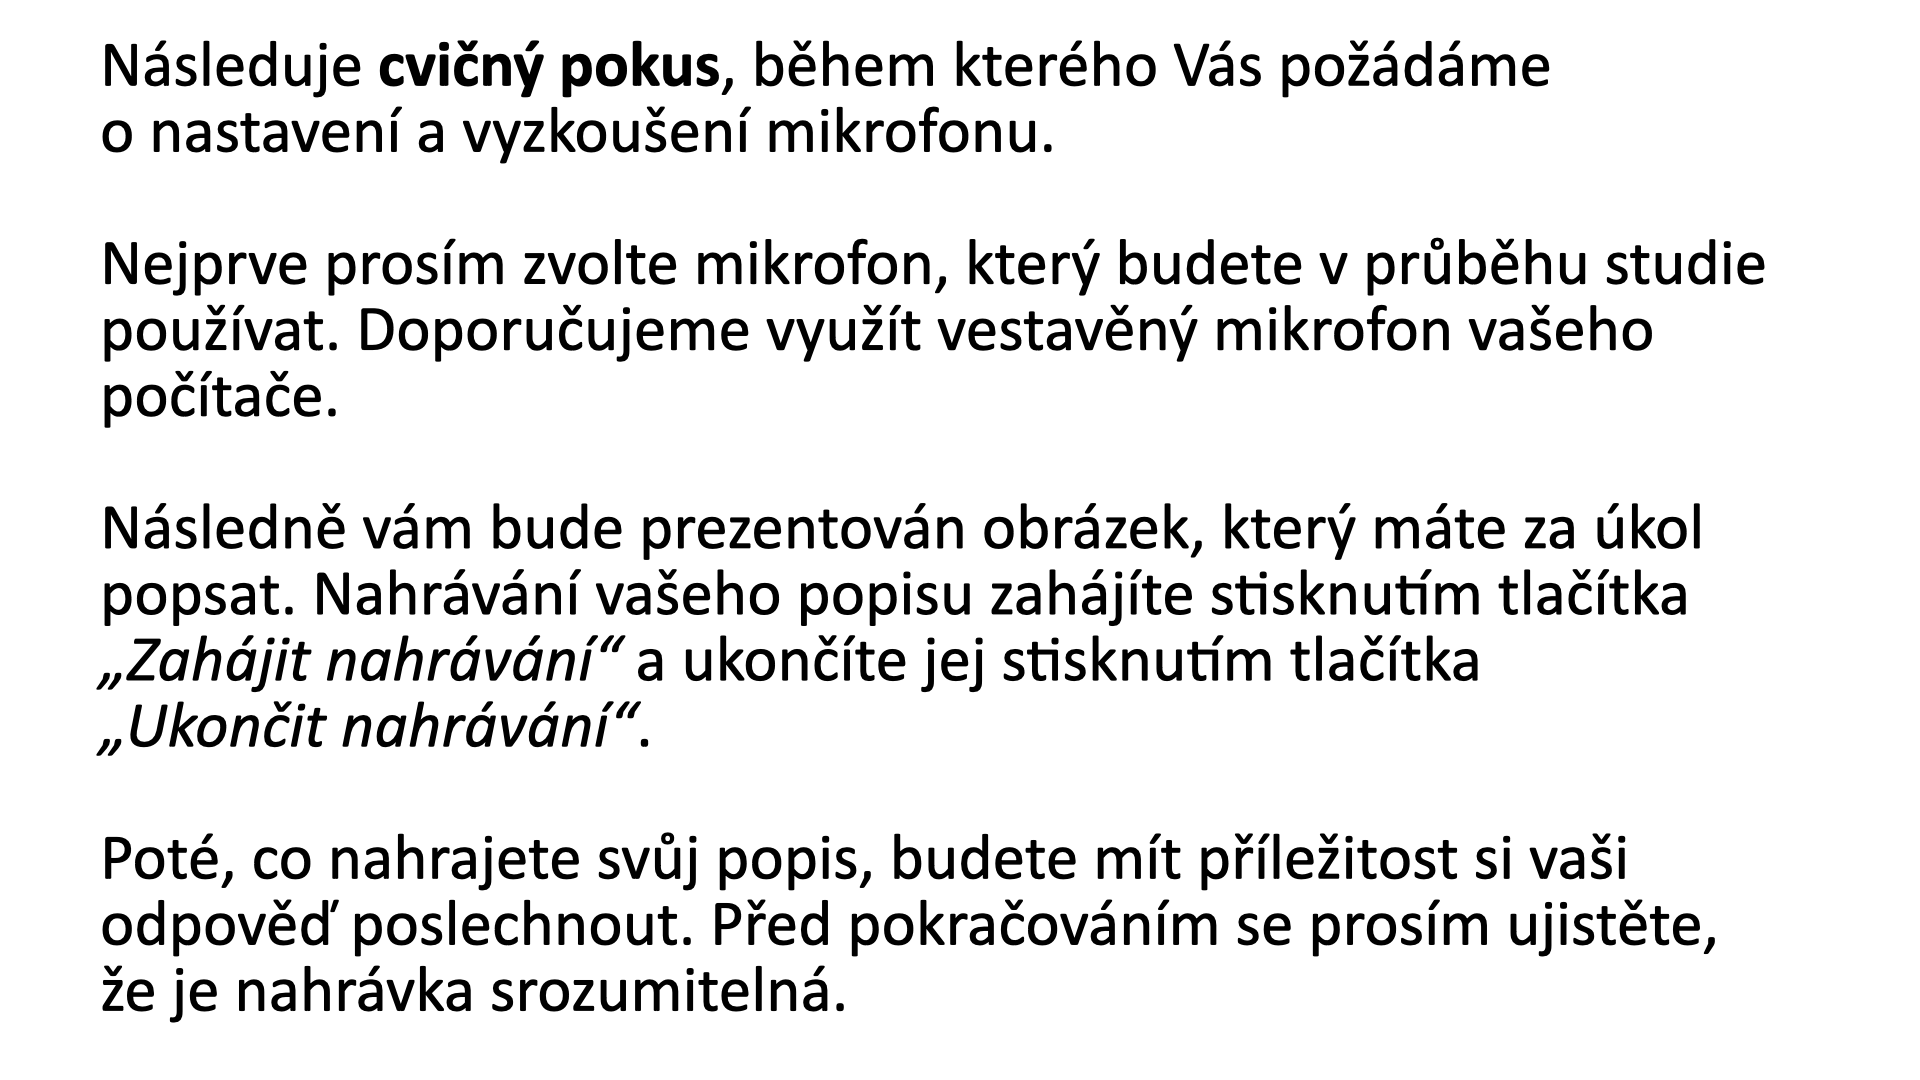 Následuje cvičný pokus, během kterého Vás požádáme
o nastavení a vyzkoušení mikrofonu.
Nejprve prosím zvolte mikrofon, který budete v průběhu studie
používat. Doporučujeme využít vestavěný mikrofon vašeho
počítače.
Následně vám bude prezentován obrázek, který máte za úkol
popsat. Nahrávání vašeho popisu zahájíte stisknutím tlačítka
„Zahájit nahrávání“ a ukončíte jej stisknutím tlačítka
„Ukončit nahrávání“.
Poté, co nahrajete svůj popis, budete mít příležitost si vaši
odpověď poslechnout. Před pokračováním se prosím ujistěte,
že je nahrávka srozumitelná.